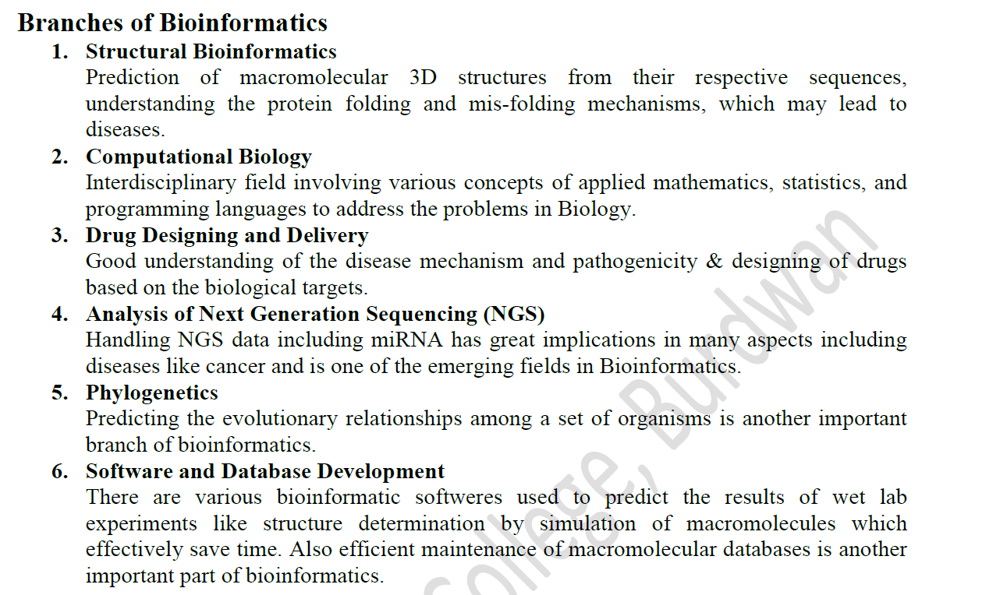 Branches of Bioinformatics
1. Structural Bioinformatics
Prediction of macromolecular 3D structures from their respective sequences,
understanding the protein folding and mis-folding mechanisms, which may lead to
diseases.
2. Computational Biology
Interdisciplinary field involving various concepts of applied mathematics, statistics, and
programming languages to address the problems in Biology.
3. Drug Designing and Delivery
Good understanding of the disease mechanism and pathogenicity & designing of drugs
based on the biological targets.
4. Analysis of Next Generation Sequencing (NGS)
Handling NGS data including miRNA has great implications in many aspects including
diseases like cancer and is one of the emerging fields in Bioinformatics.
5. Phylogenetics
Predicting the evolutionary relationships among a set of organisms is another important
branch of bioinformatics.
6. Software and Database Development
There are various bioinformatic softweres used to predict the results of wet lab
experiments like structure determination by simulation of macromolecules which
effectively save time. Also efficient maintenance of macromolecular databases is another
important part of bioinformatics.
College, Burdwan